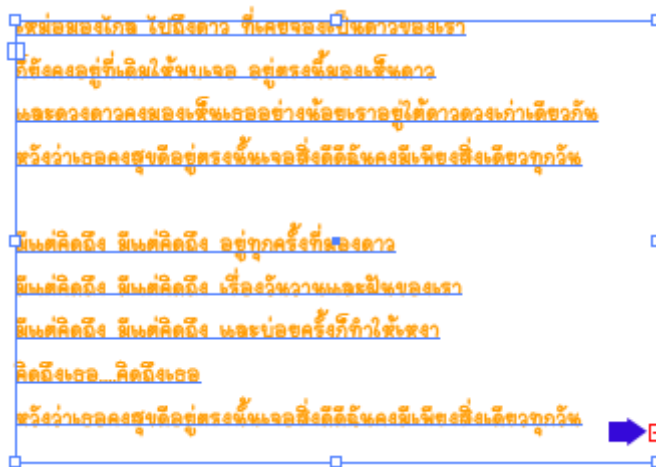 เหม่อมองไกล ไปถึงดาว ที่เคยจองเป็นดาวของเรา
ก็ยังคงอยู่ที่เดิมให้พบเจอ อยู่ตรงนี้มองเห็นดาว
และดวงดาวคงมองเห็นเธออย่างน้อยเราอยู่ใต้ดาวดวงเก่าเดียวกัน
หวังว่าเธอคงสุขดีอยู่ตรงนั้นเจอสิ่งดีดีฉันคงมีเพียงสิ่งเดียวทุกวัน
มีแต่คิดถึง มีแต่คิดถึง อยู่ทุกครั้งที่มองดาว
มีแต่คิดถึง มีแต่คิดถึง เรื่องวันวานและฝันของเรา
มีแต่คิดถึง มีแต่คิดถึง และบ่อยครั้งก็ทำให้เหงา
คิดถึงเธอ....คิดถึงเธอ
หวังว่าเธอคงสุขดีอยู่ตรงนั้นเจอสิ่งดีดีฉันคงมีเพียงสิ่งเดียวทุกวัน